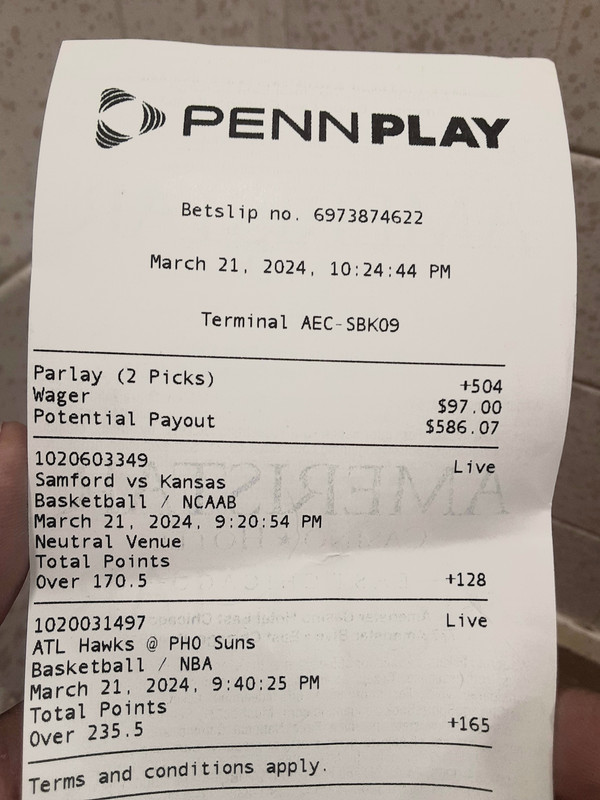 PENN PLAY
Betslip no. 6973874622
March 21, 2024, 10:24:44 PM
Terminal AEC-SBK09
Parlay (2 Picks) +504
Wager $97.00
Potential Payout $586.07
1020603349 Live
Samford vs Kansas
Basketball / NCAAB
March 21, 2024, 9:20:54 PM
Neutral Venue
Total Points
Over 170.5 +128
1020031497 Live
ATL Hawks @ PHO Suns
Basketball / NBA
March 21, 2024, 9:40:25 PM
Total Points
Over 235.5 +165
Terms and conditions apply.